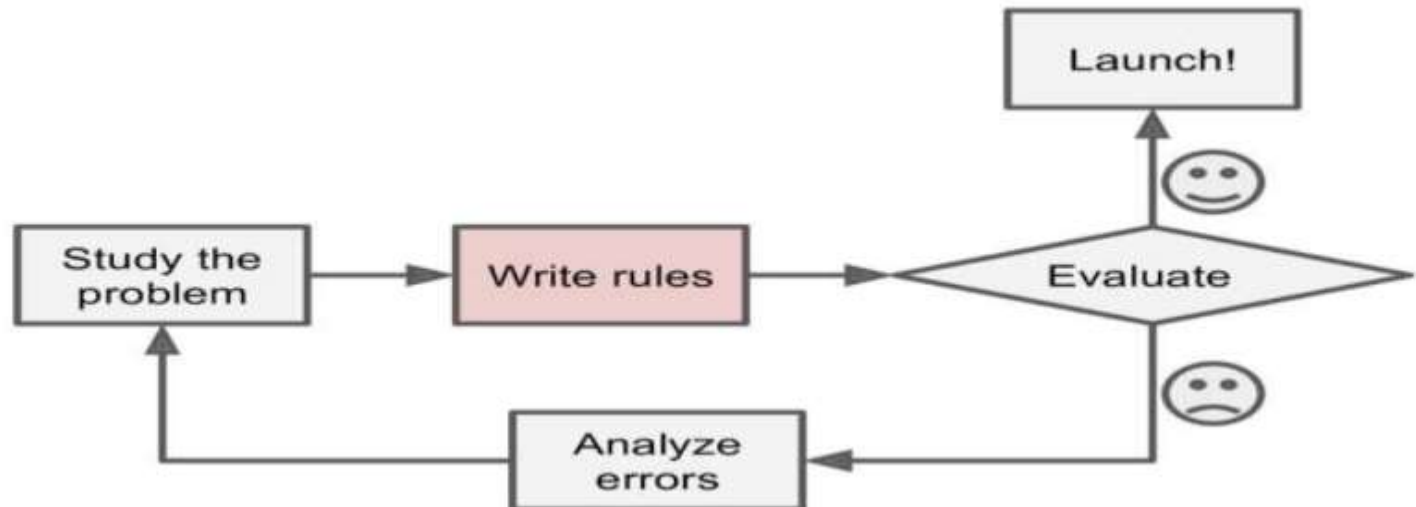 Launch!
Study the
problem
Write rules
Evaluate
Analyze
errors